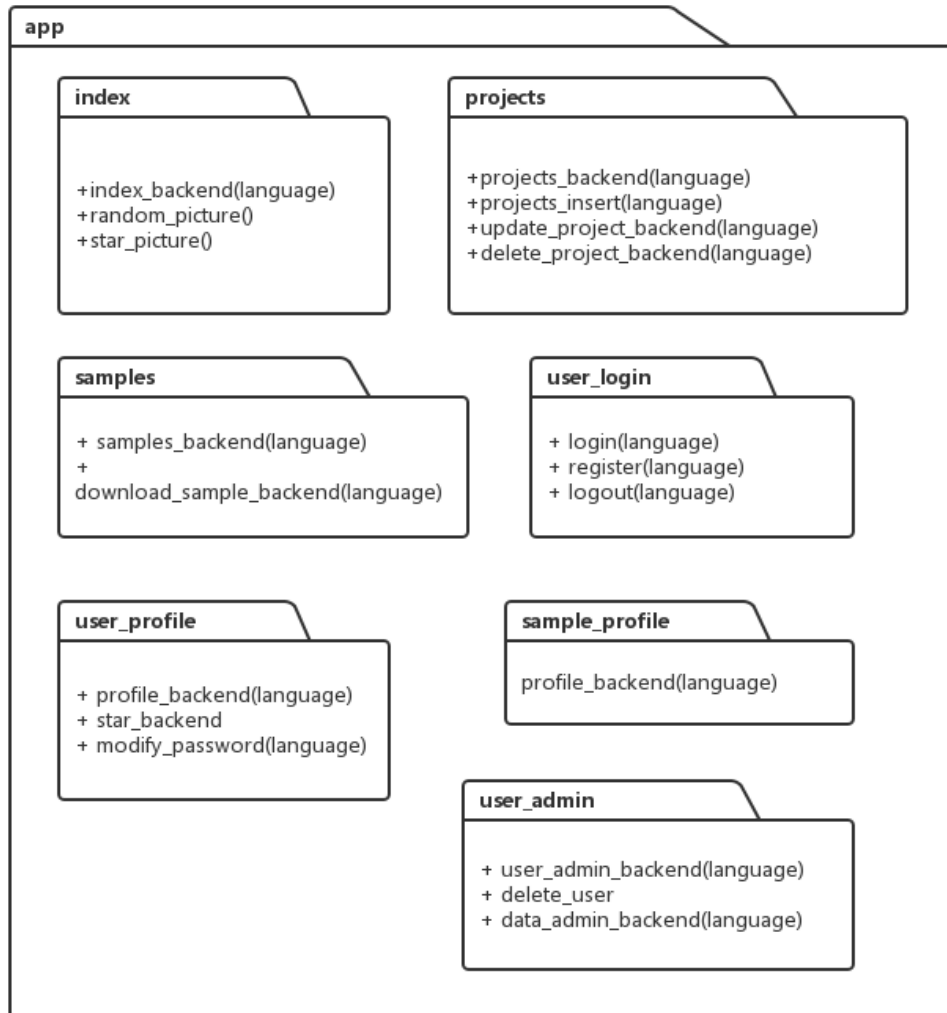 app
index
+index_backend(language)
+random_picture()
+star_picture()
projects
+projects_backend(language)
+projects_insert(language)
+update_project_backend(language)
+delete_project_backend(language)
samples
+ samples_backend(language)
+
download_sample_backend(language)
user_login
+ login(language)
+ register(language)
+ logout(language)
user_profile
+ profile_backend(language)
+ star_backend
+ modify_password(language)
sample_profile
profile_backend(language)
user_admin
+ user_admin_backend(language)
+ delete_user
+ data_admin_backend(language)